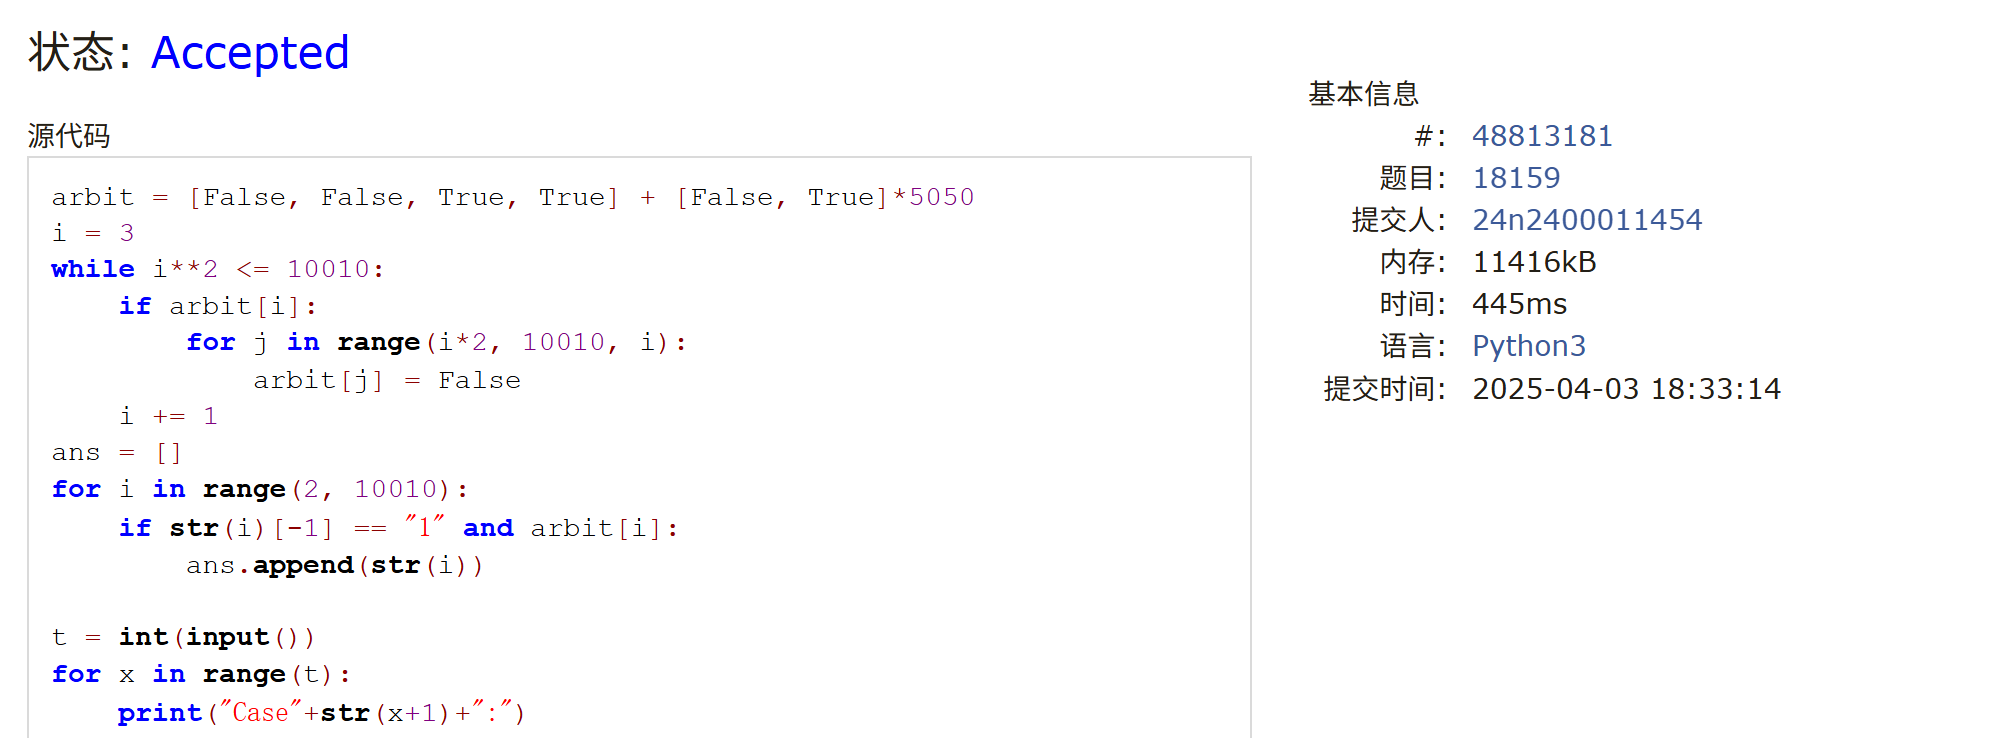 状态: Accepted
源代码
arbit = [False, False, True, True] + [False, True]*5050
i = 3
while i**2 <= 10010:
    if arbit[i]:
        for j in range(i*2, 10010, i):
            arbit[j] = False
    i += 1
ans = []
for i in range(2, 10010):
    if str(i)[-1] == "1" and arbit[i]:
        ans.append(str(i))
t = int(input())
for x in range(t):
    print("Case"+str(x+1)+":")
基本信息
#: 48813181
题目: 18159
提交人: 24n2400011454
内存: 11416kB
时间: 445ms
语言: Python3
提交时间: 2025-04-03 18:33:14